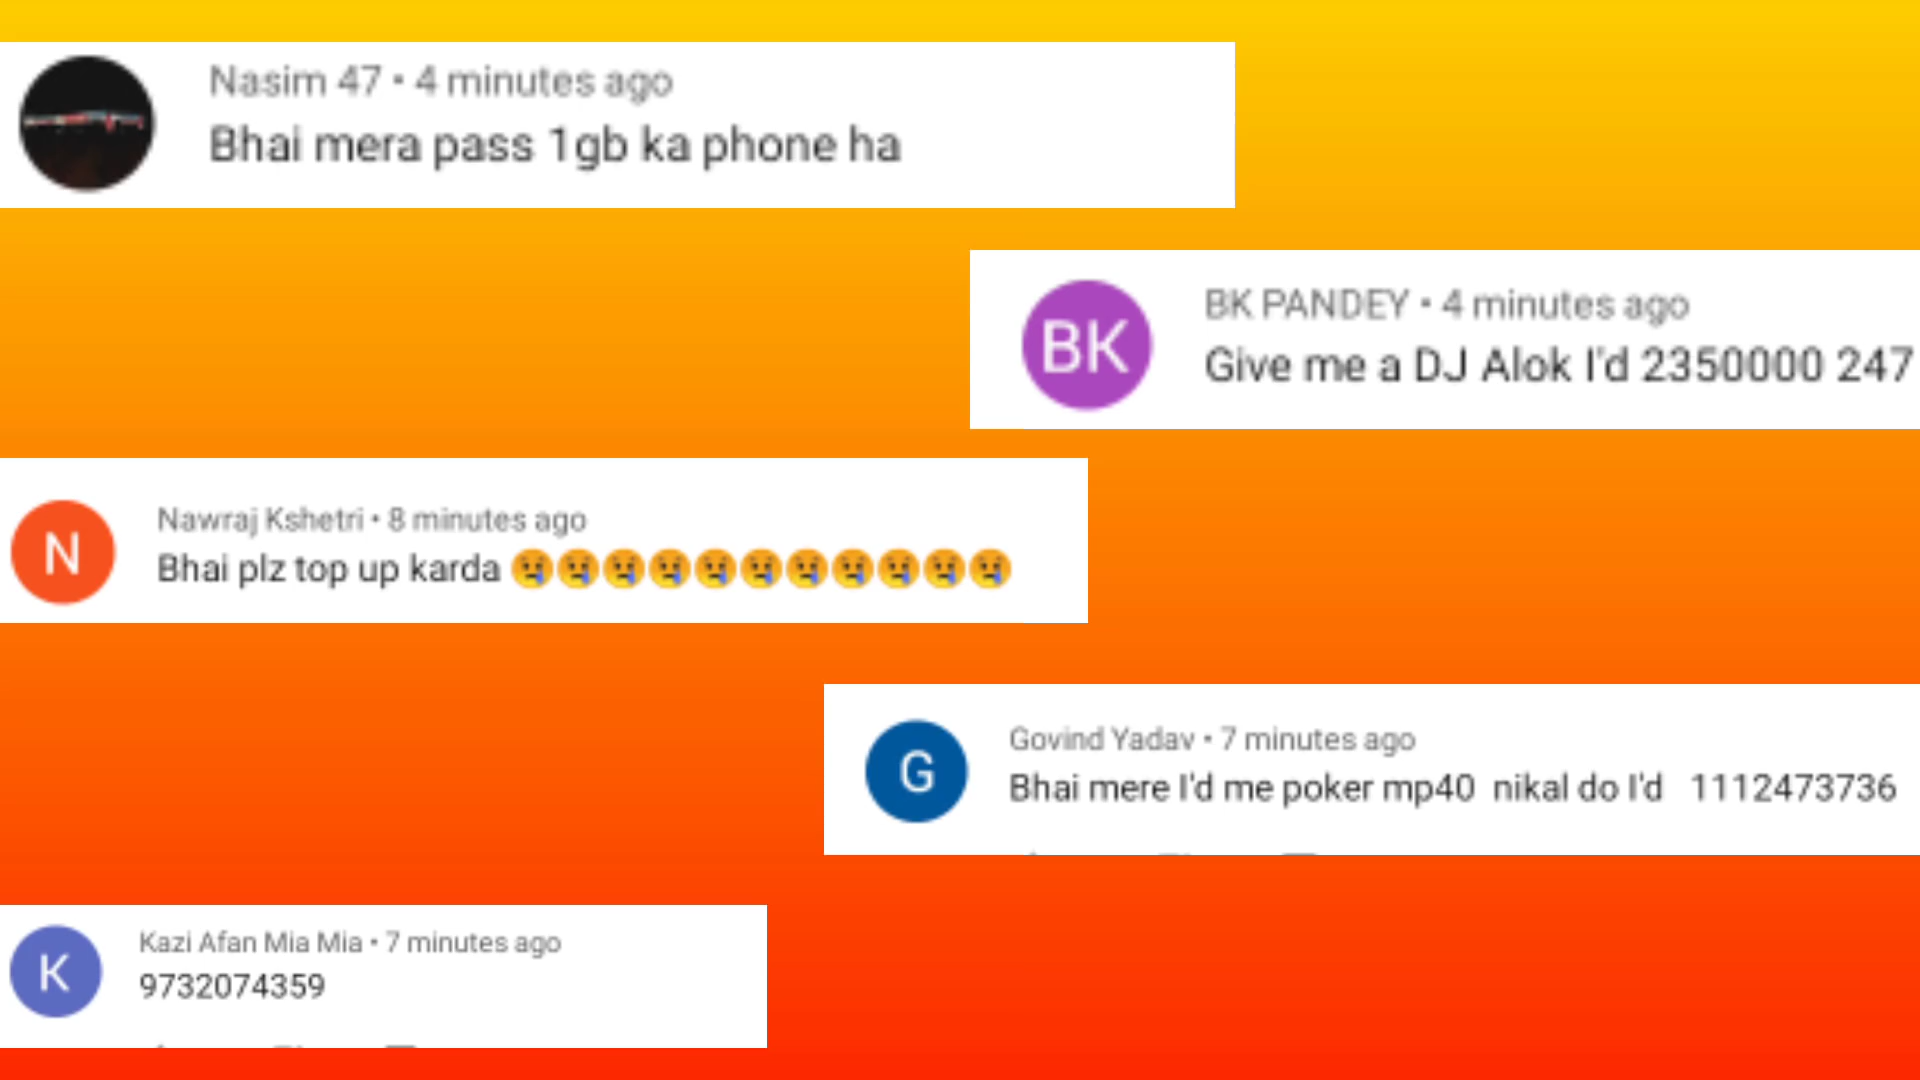 Nasim 47 • 4 minutes ago
Bhai mera pass 1gb ka phone ha
BK
BK PANDEY • 4 minutes ago
Give me a DJ Alok I'd 2350000 247
N
Nawraj Kshetri • 8 minutes ago
Bhai plz top up karda 😢😢😢😢😢😢😢😢😢😢😢
G
Govind Yadav • 7 minutes ago
Bhai mere I'd me poker mp40 nikal do I'd 1112473736
K
Kazi Afan Mia Mia • 7 minutes ago
9732074359